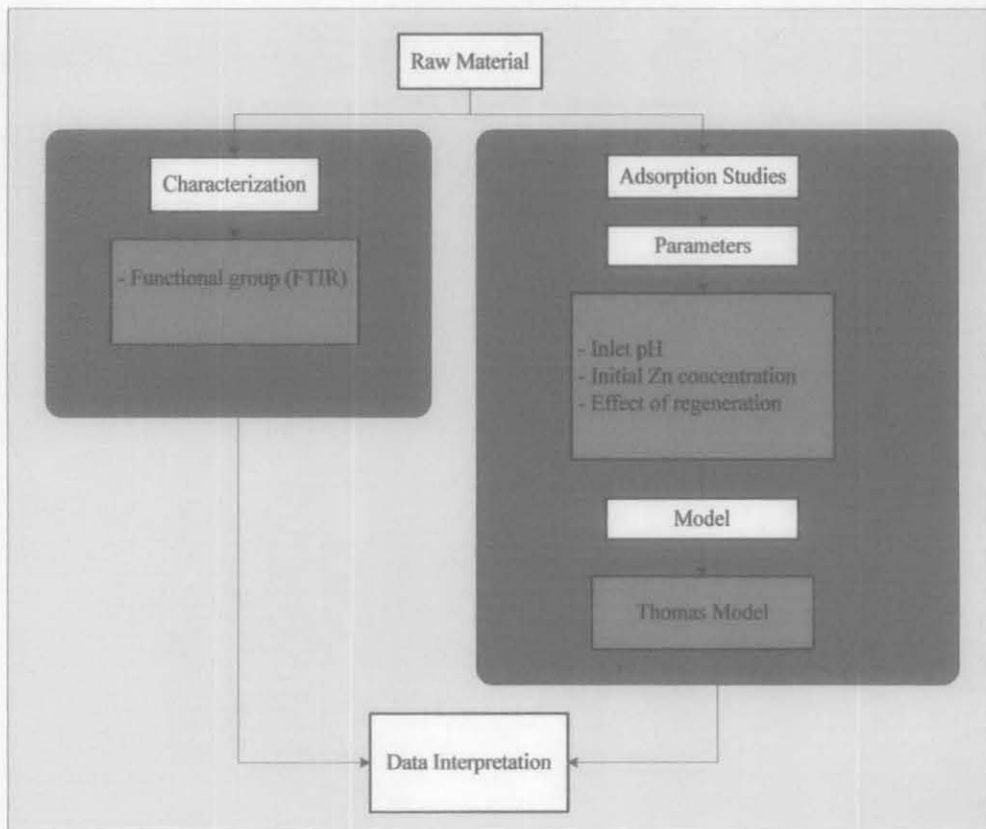 Raw Material
Characterization
- Functional group (FTIR)
Adsorption Studies
Parameters
- Inlet pH
- Initial Zn concentration
- Effect of regeneration
Model
Thomas Model
Data Interpretation